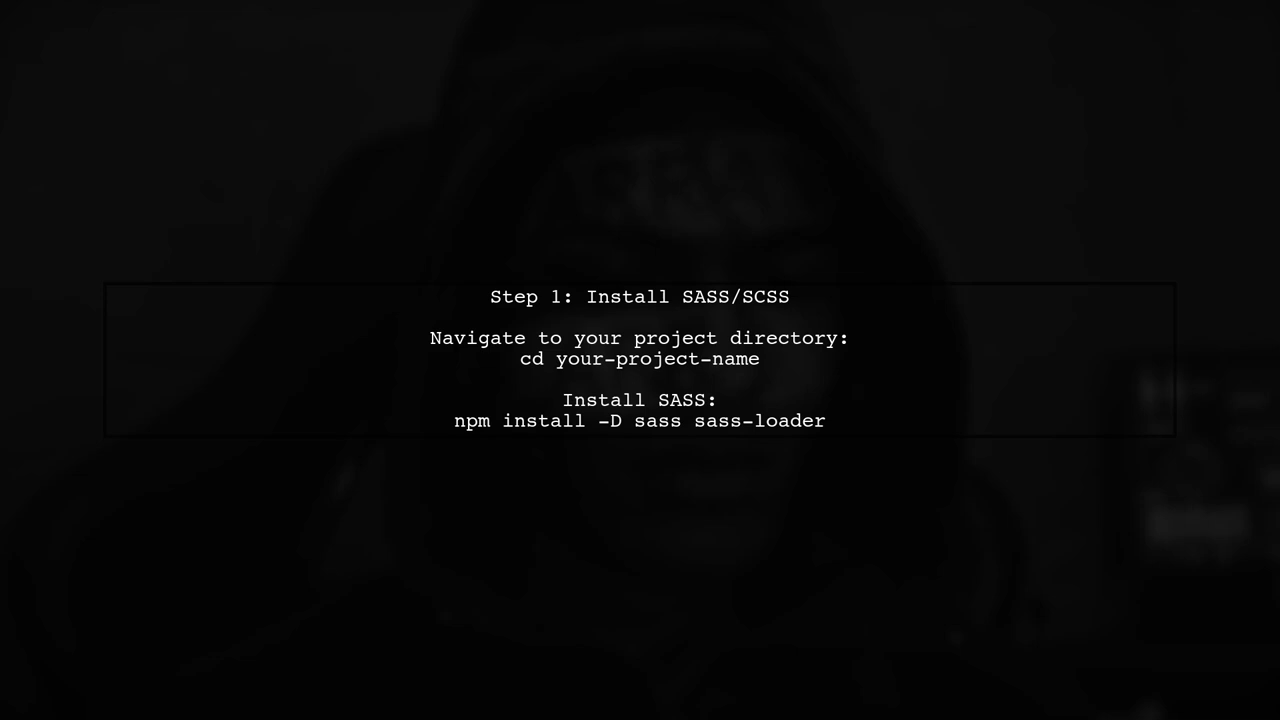 Step 1: Install SASS/SCSS
Navigate to your project directory:
cd your-project-name
Install SASS:
npm install -D sass sass-loader